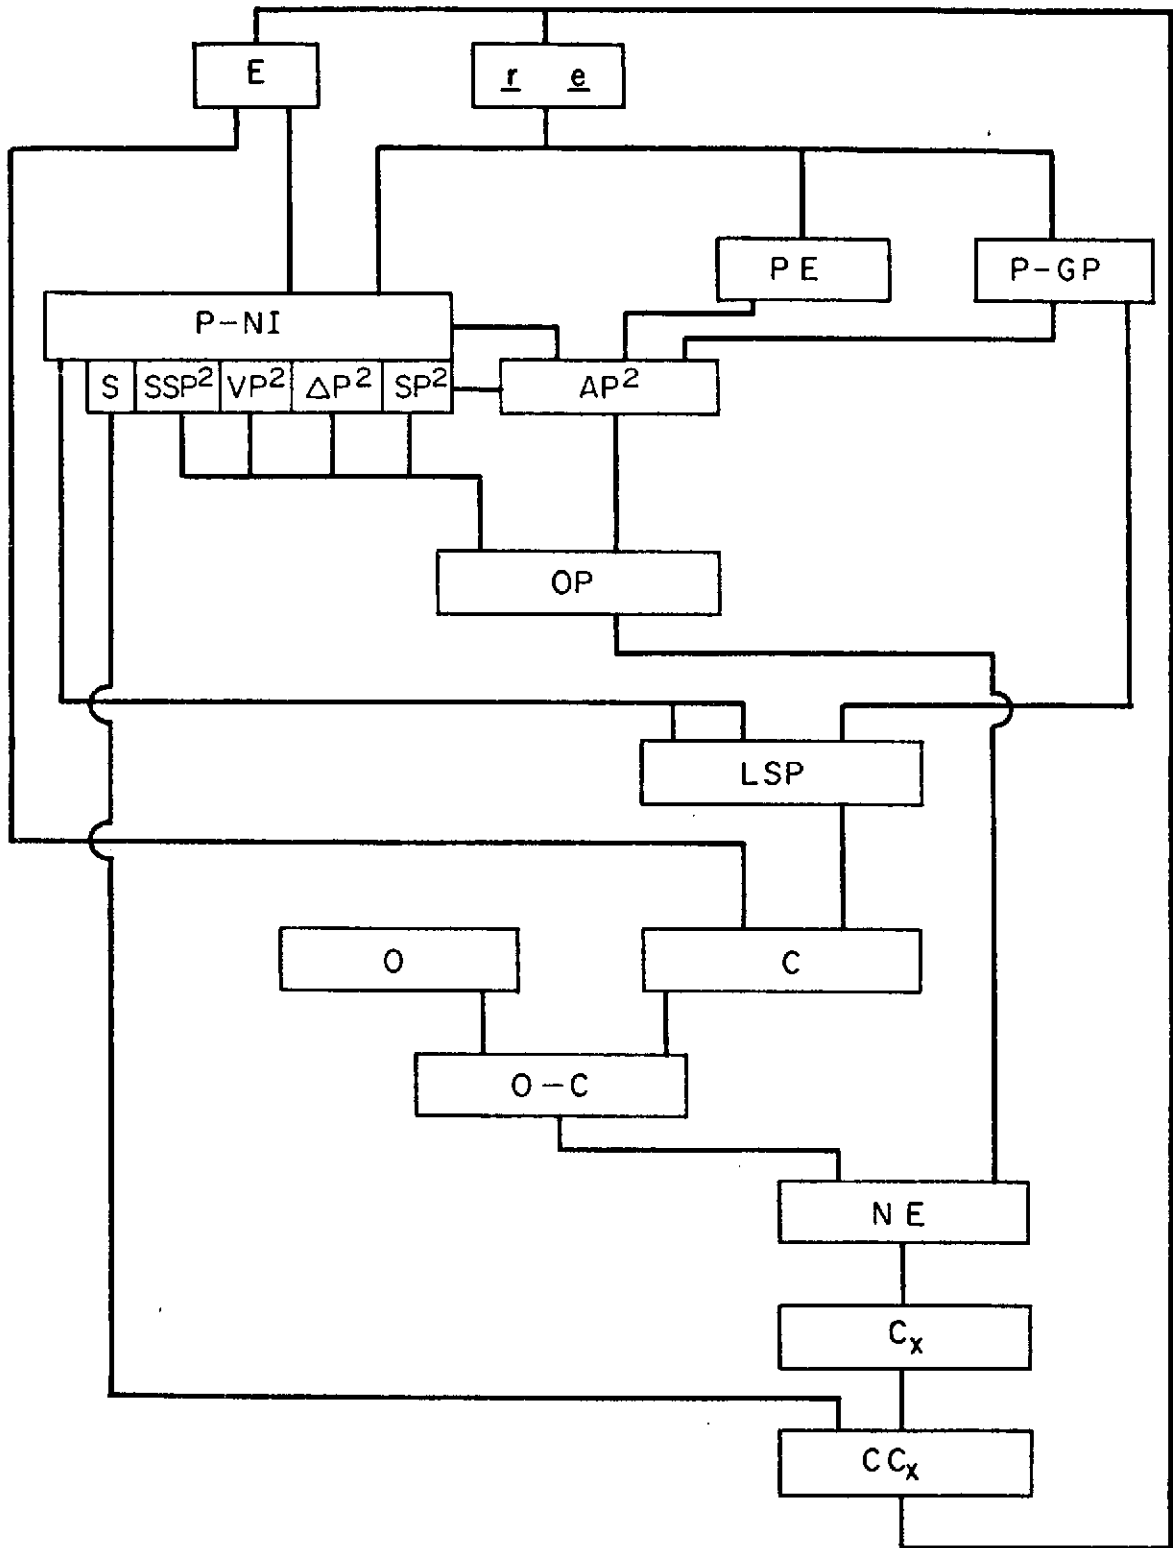 E
r e
PE
P-GP
P-NI
S SSP² VP² ΔP² SP²
AP²
OP
LSP
O
C
O-C
NE
Cₓ
CCₓ